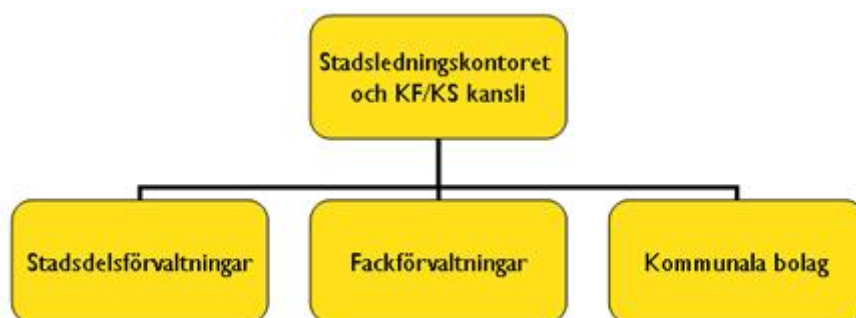 Stadsledningskontoret
och KF/KS kansli
Stadsdelsförvaltningar
Fackförvaltningar
Kommunala bolag